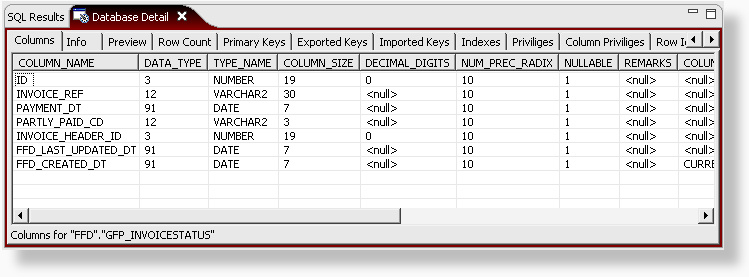 SQL Results Database Detail
Columns Info Preview Row Count Primary Keys Exported Keys Imported Keys Indexes Priviliges Column Priviliges Row
COLUMN_NAME DATA_TYPE TYPE_NAME COLUMN_SIZE DECIMAL_DIGITS NUM_PREC_RADIX NULLABLE REMARKS COLUM
ID 3 NUMBER 19 0 10 1 <null> <null>
INVOICE_REF 12 VARCHAR2 30 <null> 10 1 <null> <null>
PAYMENT_DT 91 DATE 7 <null> 10 1 <null> <null>
PARTLY_PAID_CD 12 VARCHAR2 3 <null> 10 1 <null> <null>
INVOICE_HEADER_ID 3 NUMBER 19 0 10 1 <null> <null>
FFD_LAST_UPDATED_DT 91 DATE 7 <null> 10 1 <null> <null>
FFD_CREATED_DT 91 DATE 7 <null> 10 1 <null> CURRE
Columns for "FFD"."GFP_INVOICESTATUS"